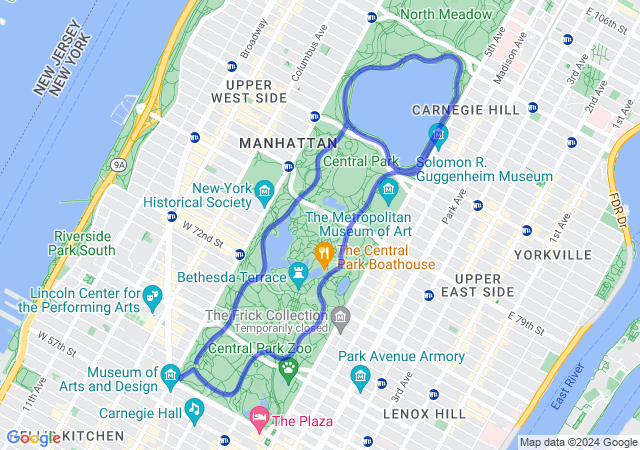 North Meadow
E 106th St
NEW JERSEY
NEW YORK
Broadway
Columbus Ave
5th Ave
Madison Ave
3rd Ave
2nd Ave
1st Ave
UPPER
WEST SIDE
CARNEGIE HILL
MANHATTAN
Central Park
Solomon R.
Guggenheim Museum
9A
New-York
Historical Society
Park Ave
FDR Dr
The Metropolitan
Museum of Art
1st Ave
W 72nd St
Riverside
Park South
The Central
Park Boathouse
YORKVILLE
Bethesda Terrace
UPPER
EAST SIDE
Lincoln Center for
the Performing Arts
The Frick Collection
Temporarily closed
E 79th St
W 57th St
Central Park Zoo
Park Avenue Armory
Museum of
Arts and Design
East River
11th Ave
3rd Ave
Carnegie Hall
The Plaza
LENOX HILL
KITCHEN
Google
Google
Map data ©2024 Google